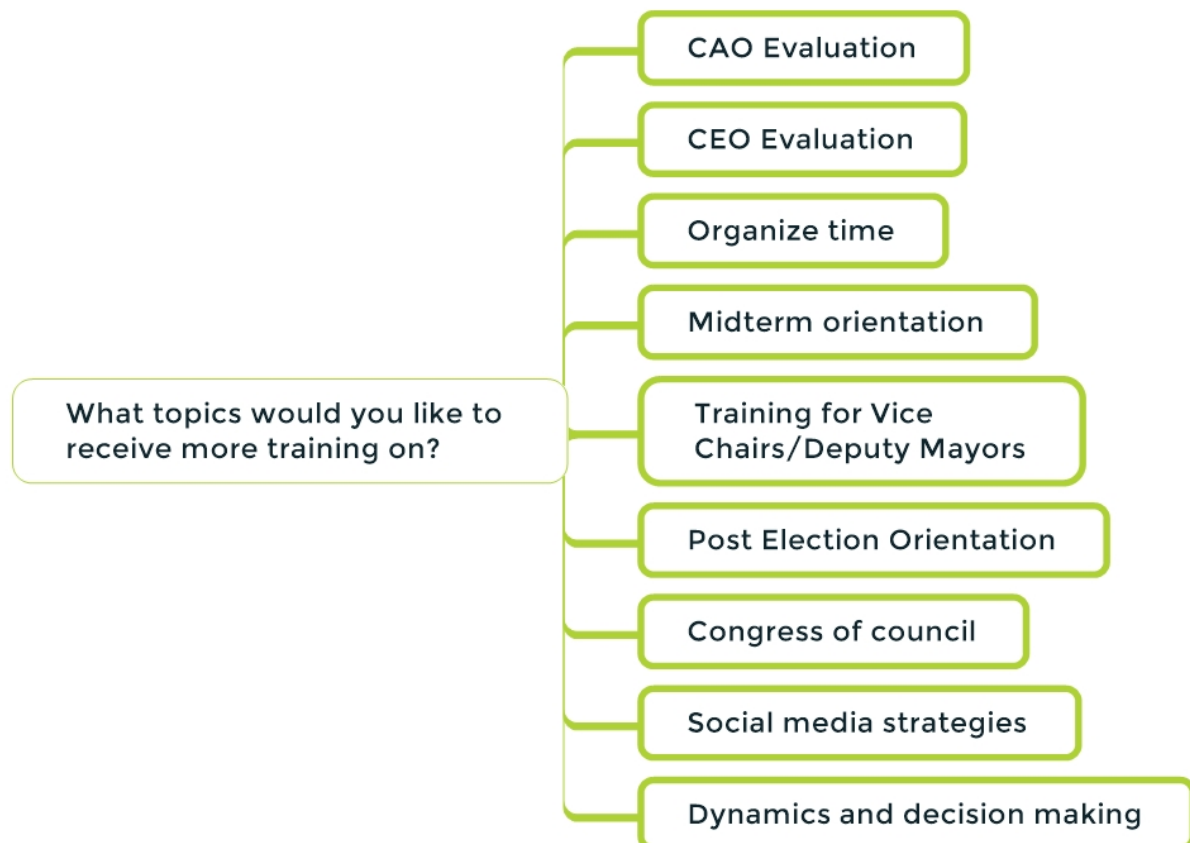 CAO Evaluation
CEO Evaluation
Organize time
Midterm orientation
What topics would you like to
receive more training on?
Training for Vice
Chairs/Deputy Mayors
Post Election Orientation
Congress of council
Social media strategies
Dynamics and decision making